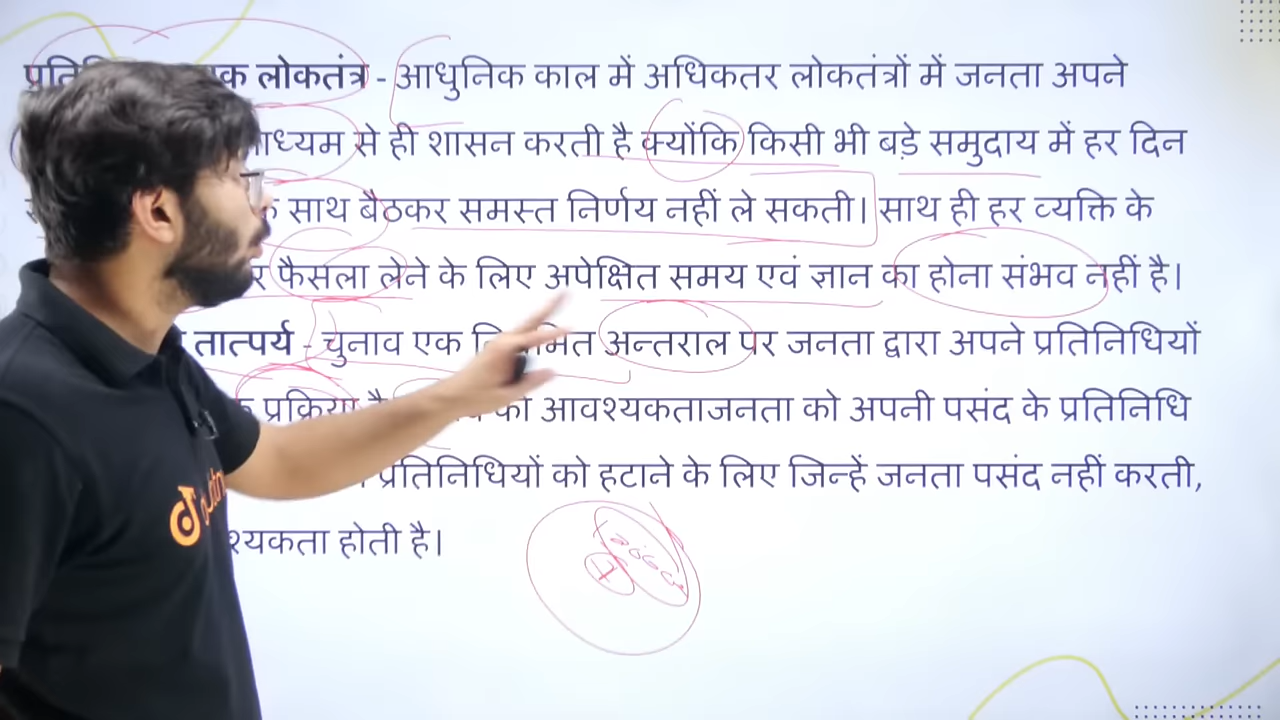 लोकतंत्र - आधुनिक काल में अधिकतर लोकतंत्रों में जनता अपने
से ही शासन करती है क्योंकि किसी भी बड़े समुदाय में हर दिन
साथ बैठकर समस्त निर्णय नहीं ले सकती। साथ ही हर व्यक्ति के
फैसला लेने के लिए अपेक्षित समय एवं ज्ञान का होना संभव नहीं है।
तात्पर्य - चुनाव एक अन्तराल पर जनता द्वारा अपने प्रतिनिधियों
प्रक्रिया है आवश्यकताजनता को अपनी पसंद के प्रतिनिधि
प्रतिनिधियों को हटाने के लिए जिन्हें जनता पसंद नहीं करती,
होती है।